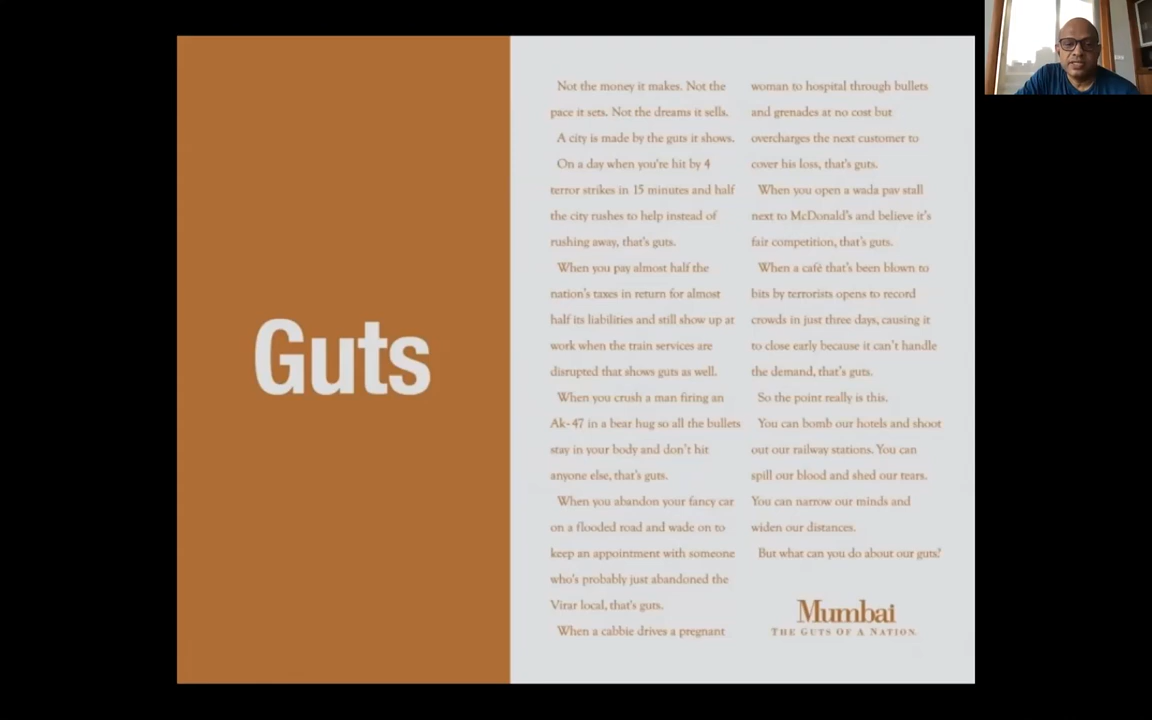 Guts
Not the money it makes. Not the
pace it sets. Not the dreams it sells.
A city is made by the guts it shows.
On a day when you're hit by 4
terror strikes in 15 minutes and half
the city rushes to help instead of
rushing away, that's guts.
When you pay almost half the
nation's taxes in return for almost
half its liabilities and still show up at
work when the train services are
disrupted that shows guts as well.
When you crush a man firing an
Ak-47 in a bear hug so all the bullets
stay in your body and don't hit
anyone else, that's guts.
When you abandon your fancy car
on a flooded road and wade on to
keep an appointment with someone
who's probably just abandoned the
Virar local, that's guts.
When a cabbie drives a pregnant
woman to hospital through bullets
and grenades at no cost but
overcharges the next customer to
cover his loss, that's guts.
When you open a wada pav stall
next to McDonald's and believe it's
fair competition, that's guts.
When a cafè that's been blown to
bits by terrorists opens to record
crowds in just three days, causing it
to close early because it can't handle
the demand, that's guts.
So the point really is this.
You can bomb our hotels and shoot
out our railway stations. You can
spill our blood and shed our tears.
You can narrow our minds and
widen our distances.
But what can you do about our guts?
Mumbai
THE GUTS OF A NATION